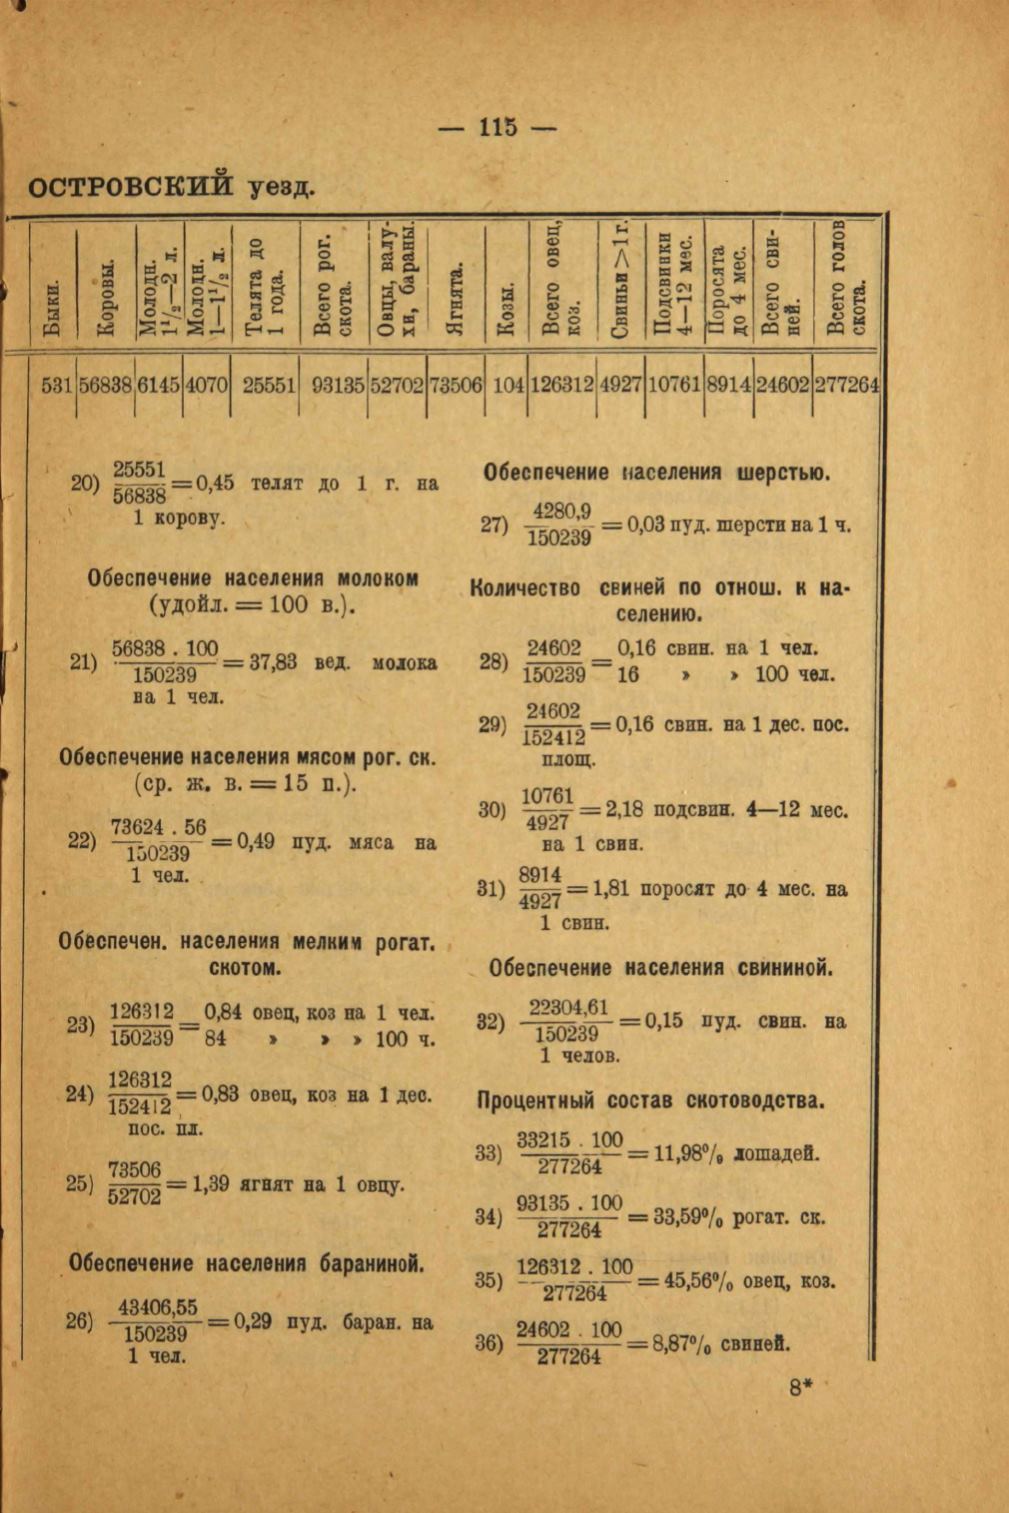 — 115 —
ОСТРОВСКИЙ уезд.
Быки.
Коровы.
Молодн. 1¹/₂—2 л.
Молодн. 1—1¹/₂ л.
Телята до 1 года.
Всего рог. скота.
Овцы, валухи, бараны.
Ягнята.
Козы.
Всего овец, коз.
Свиньи >1 г.
Подсвинки 4—12 мес.
Поросята до 4 мес.
Всего свиней.
Всего голов скота.
531 56838 6145 4070 25551 93135 52702 73506 104 126312 4927 10761 8914 24602 277264
20) 25551/56838 = 0,45 телят до 1 г. на
1 корову.
Обеспечение населения молоком
(удойл. = 100 в.).
21) 56838 . 100/150239 = 37,83 вед. молока
на 1 чел.
Обеспечение населения мясом рог. ск.
(ср. ж. в. = 15 п.).
22) 73624 . 56/150239 = 0,49 пуд. мяса на
1 чел.
Обеспечен. населения мелким рогат.
скотом.
23) 126312/150239 = 0,84 овец, коз на 1 чел.
84 » » » 100 ч.
24) 126312/152412 = 0,83 овец, коз на 1 дес.
пос. пл.
25) 73506/52702 = 1,39 ягнят на 1 овцу.
Обеспечение населения бараниной.
26) 43406,55/150239 = 0,29 пуд. баран. на
1 чел.
Обеспечение населения шерстью.
27) 4280,9/150239 = 0,03 пуд. шерсти на 1 ч.
Количество свиней по отнош. к на-
селению.
28) 24602/150239 = 0,16 свин. на 1 чел.
16 » » 100 чел.
29) 24602/152412 = 0,16 свин. на 1 дес. пос.
площ.
30) 10761/4927 = 2,18 подсвин. 4—12 мес.
на 1 свин.
31) 8914/4927 = 1,81 поросят до 4 мес. на
1 свин.
Обеспечение населения свининой.
32) 22304,61/150239 = 0,15 пуд. свин. на
1 челов.
Процентный состав скотоводства.
33) 33215 . 100/277264 = 11,98% лошадей.
34) 93135 . 100/277264 = 33,59% рогат. ск.
35) 126312 . 100/277264 = 45,56% овец, коз.
36) 24602 . 100/277264 = 8,87% свиней.
8*